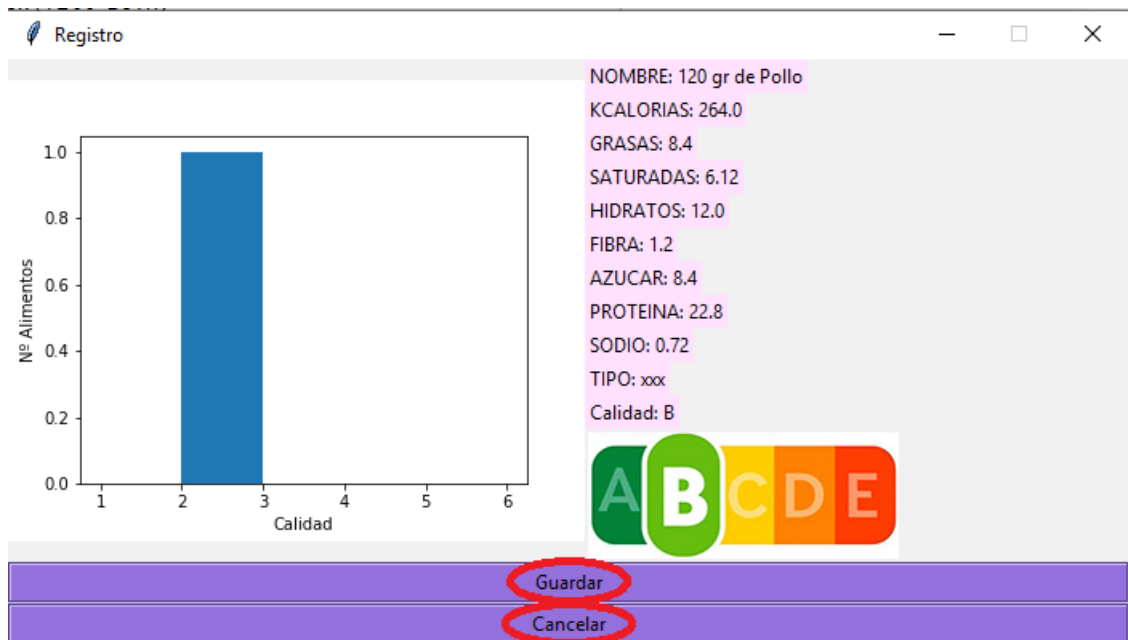 Registro
1.0
0.8
0.6
0.4
0.2
0.0
Nº Alimentos
1 2 3 4 5 6
Calidad
NOMBRE: 120 gr de Pollo
KCALORIAS: 264.0
GRASAS: 8.4
SATURADAS: 6.12
HIDRATOS: 12.0
FIBRA: 1.2
AZUCAR: 8.4
PROTEINA: 22.8
SODIO: 0.72
TIPO: xxx
Calidad: B
A B C D E
Guardar
Cancelar